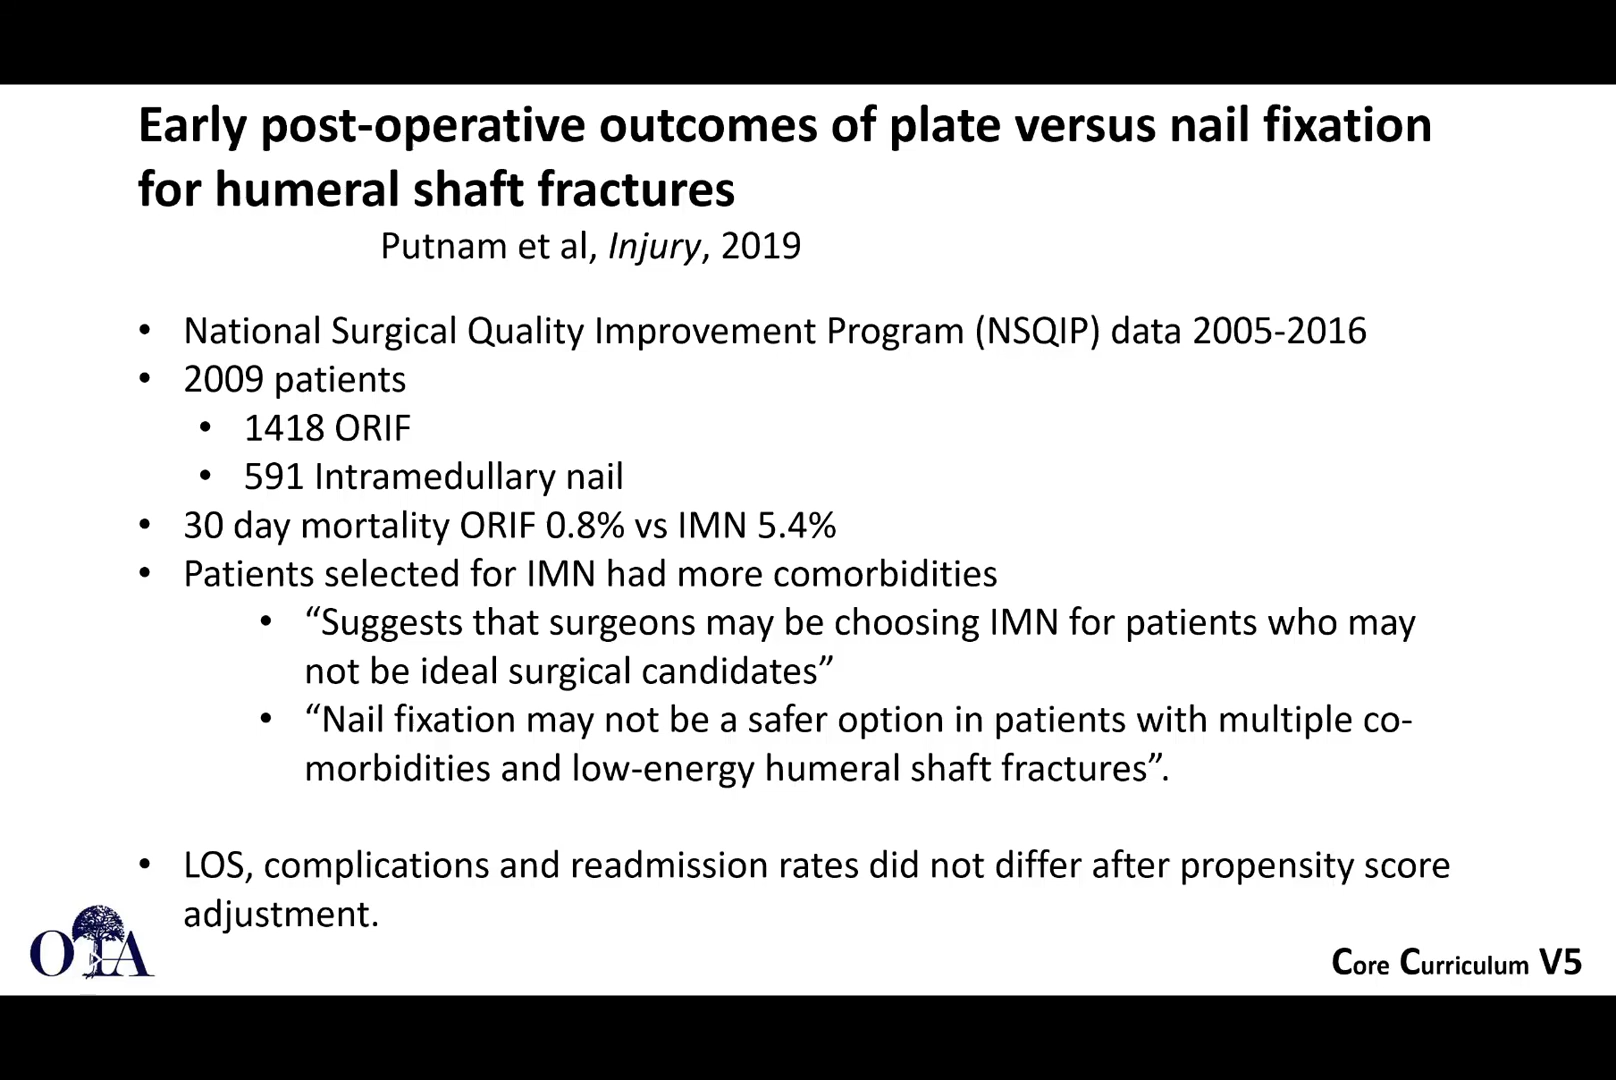 Early post-operative outcomes of plate versus nail fixation
for humeral shaft fractures
Putnam et al, Injury, 2019
• National Surgical Quality Improvement Program (NSQIP) data 2005-2016
• 2009 patients
• 1418 ORIF
• 591 Intramedullary nail
• 30 day mortality ORIF 0.8% vs IMN 5.4%
• Patients selected for IMN had more comorbidities
• “Suggests that surgeons may be choosing IMN for patients who may
not be ideal surgical candidates”
• “Nail fixation may not be a safer option in patients with multiple co-
morbidities and low-energy humeral shaft fractures”.
• LOS, complications and readmission rates did not differ after propensity score
adjustment.
OTA
Core Curriculum V5